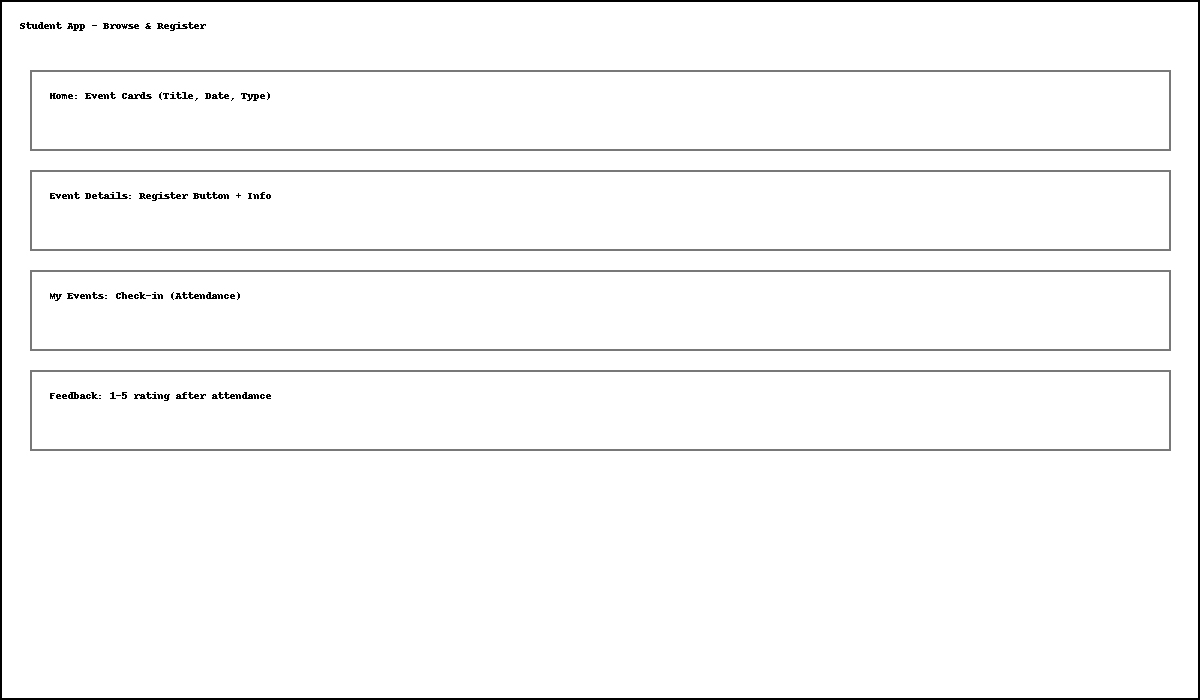 Student App - Browse & Register
Home: Event Cards (Title, Date, Type)
Event Details: Register Button + Info
My Events: Check-in (Attendance)
Feedback: 1-5 rating after attendance